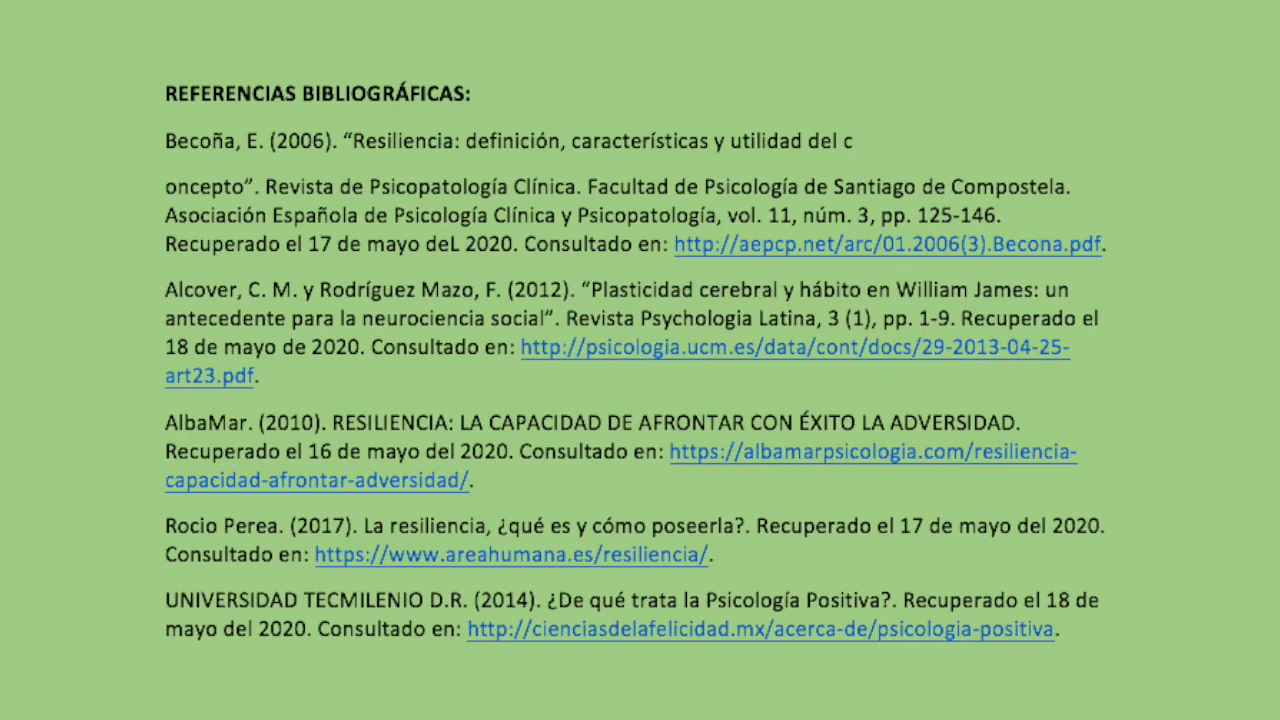 REFERENCIAS BIBLIOGRÁFICAS:
Becoña, E. (2006). “Resiliencia: definición, características y utilidad del c
oncepto”. Revista de Psicopatología Clínica. Facultad de Psicología de Santiago de Compostela.
Asociación Española de Psicología Clínica y Psicopatología, vol. 11, núm. 3, pp. 125-146.
Recuperado el 17 de mayo deL 2020. Consultado en: http://aepcp.net/arc/01.2006(3).Becona.pdf.
Alcover, C. M. y Rodríguez Mazo, F. (2012). “Plasticidad cerebral y hábito en William James: un
antecedente para la neurociencia social”. Revista Psychologia Latina, 3 (1), pp. 1-9. Recuperado el
18 de mayo de 2020. Consultado en: http://psicologia.ucm.es/data/cont/docs/29-2013-04-25-
art23.pdf.
AlbaMar. (2010). RESILIENCIA: LA CAPACIDAD DE AFRONTAR CON ÉXITO LA ADVERSIDAD.
Recuperado el 16 de mayo del 2020. Consultado en: https://albamarpsicologia.com/resiliencia-
capacidad-afrontar-adversidad/.
Rocio Perea. (2017). La resiliencia, ¿qué es y cómo poseerla?. Recuperado el 17 de mayo del 2020.
Consultado en: https://www.areahumana.es/resiliencia/.
UNIVERSIDAD TECMILENIO D.R. (2014). ¿De qué trata la Psicología Positiva?. Recuperado el 18 de
mayo del 2020. Consultado en: http://cienciasdelafelicidad.mx/acerca-de/psicologia-positiva.